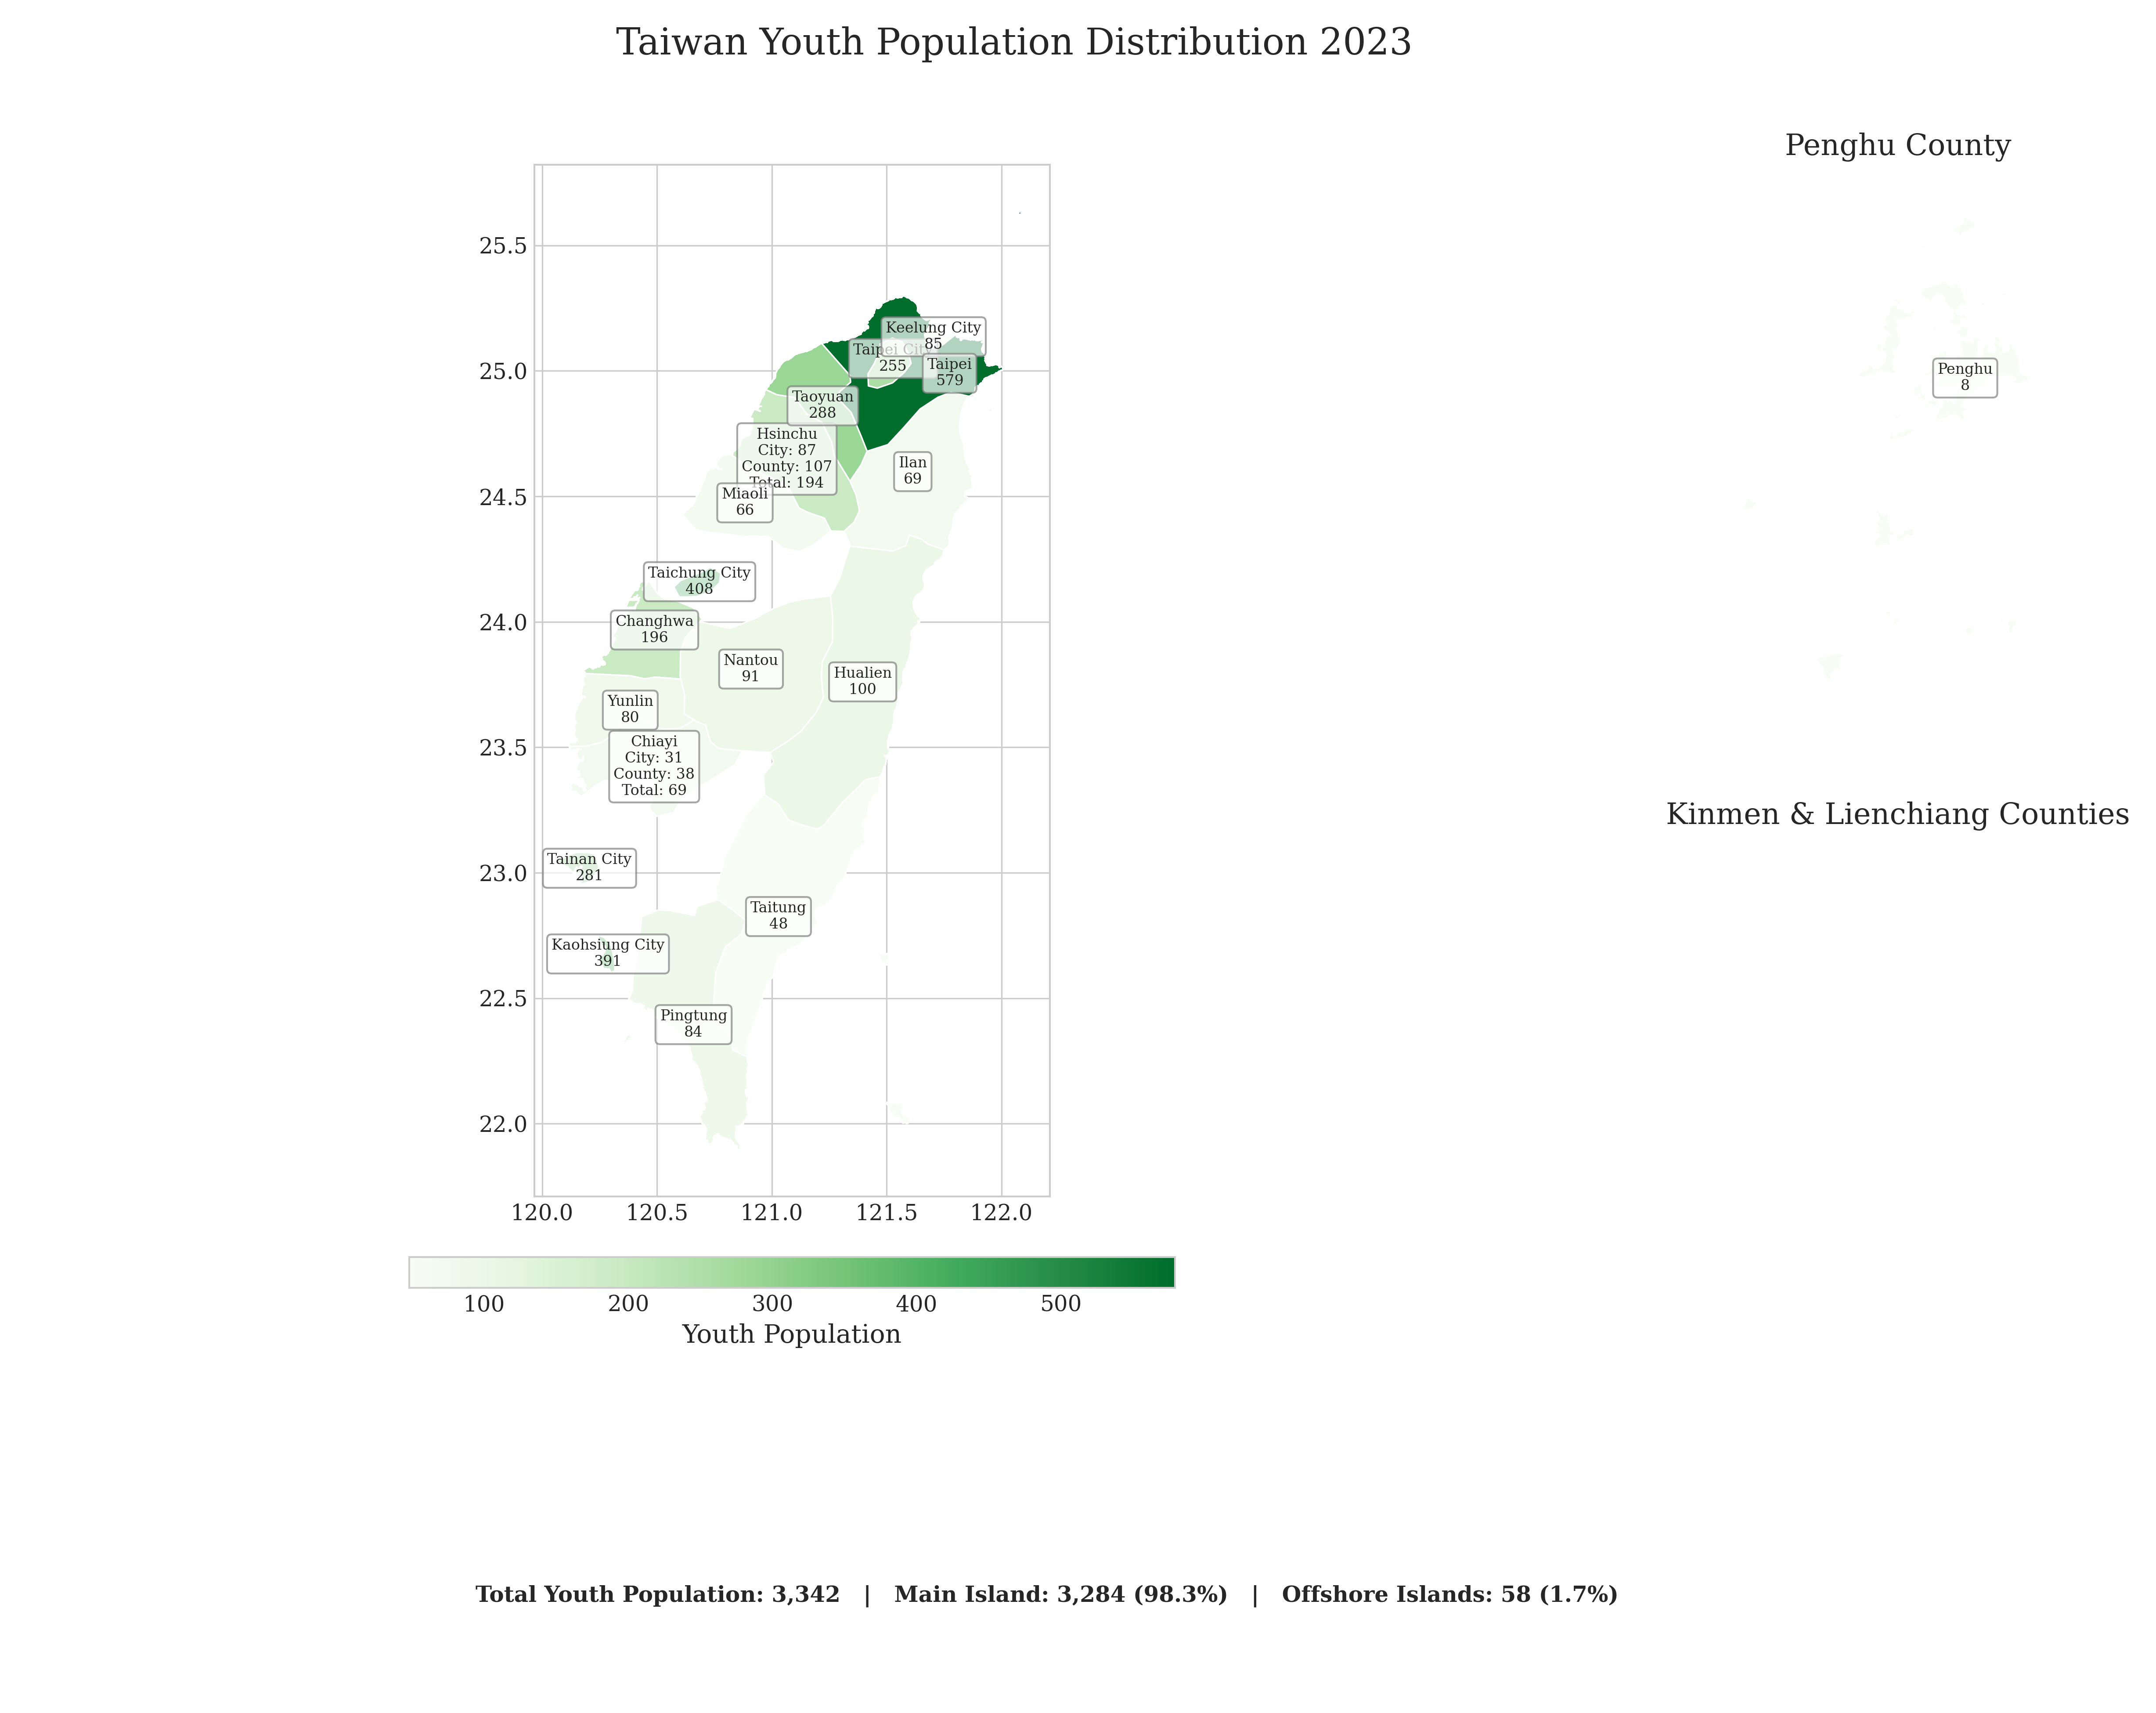 Taiwan Youth Population Distribution 2023
Penghu County
25.5
25.0
24.5
24.0
23.5
23.0
22.5
22.0
Keelung City
85
Taipei City
255
Taipei
579
Taoyuan
288
Hsinchu
City: 87
County: 107
Total: 194
Ilan
69
Miaoli
66
Taichung City
408
Changhwa
196
Nantou
91
Hualien
100
Yunlin
80
Chiayi
City: 31
County: 38
Total: 69
Tainan City
281
Taitung
48
Kaohsiung City
391
Pingtung
84
120.0 120.5 121.0 121.5 122.0
Penghu
8
Kinmen & Lienchiang Counties
100 200 300 400 500
Youth Population
Total Youth Population: 3,342 | Main Island: 3,284 (98.3%) | Offshore Islands: 58 (1.7%)